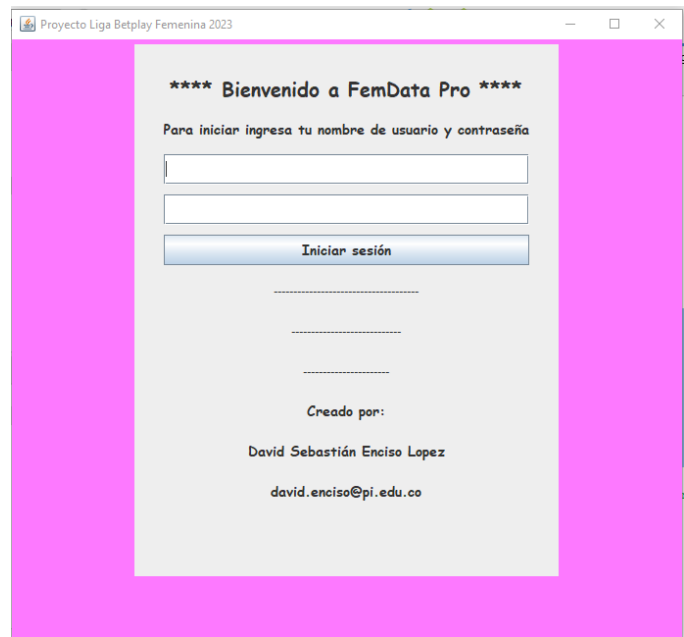 Proyecto Liga Betplay Femenina 2023
**** Bienvenido a FemData Pro ****
Para iniciar ingresa tu nombre de usuario y contraseña
Iniciar sesión
-------------------------------------
----------------------------
----------------------
Creado por:
David Sebastián Enciso Lopez
david.enciso@pi.edu.co